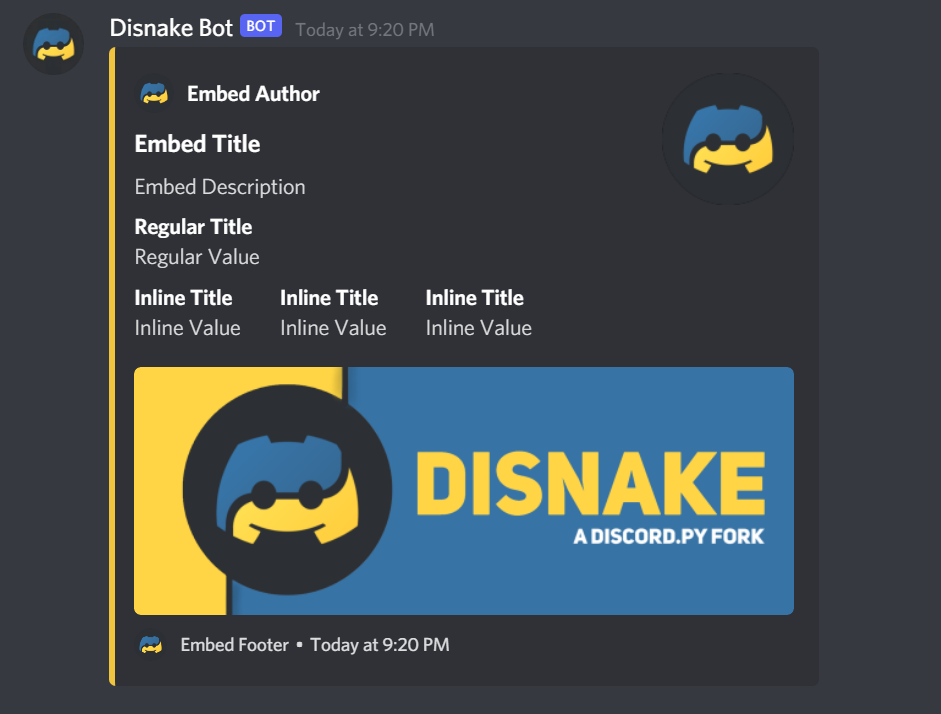 Disnake Bot BOT Today at 9:20 PM
Embed Author
Embed Title
Embed Description
Regular Title
Regular Value
Inline Title Inline Title Inline Title
Inline Value Inline Value Inline Value
DISNAKE
A DISCORD.PY FORK
Embed Footer • Today at 9:20 PM